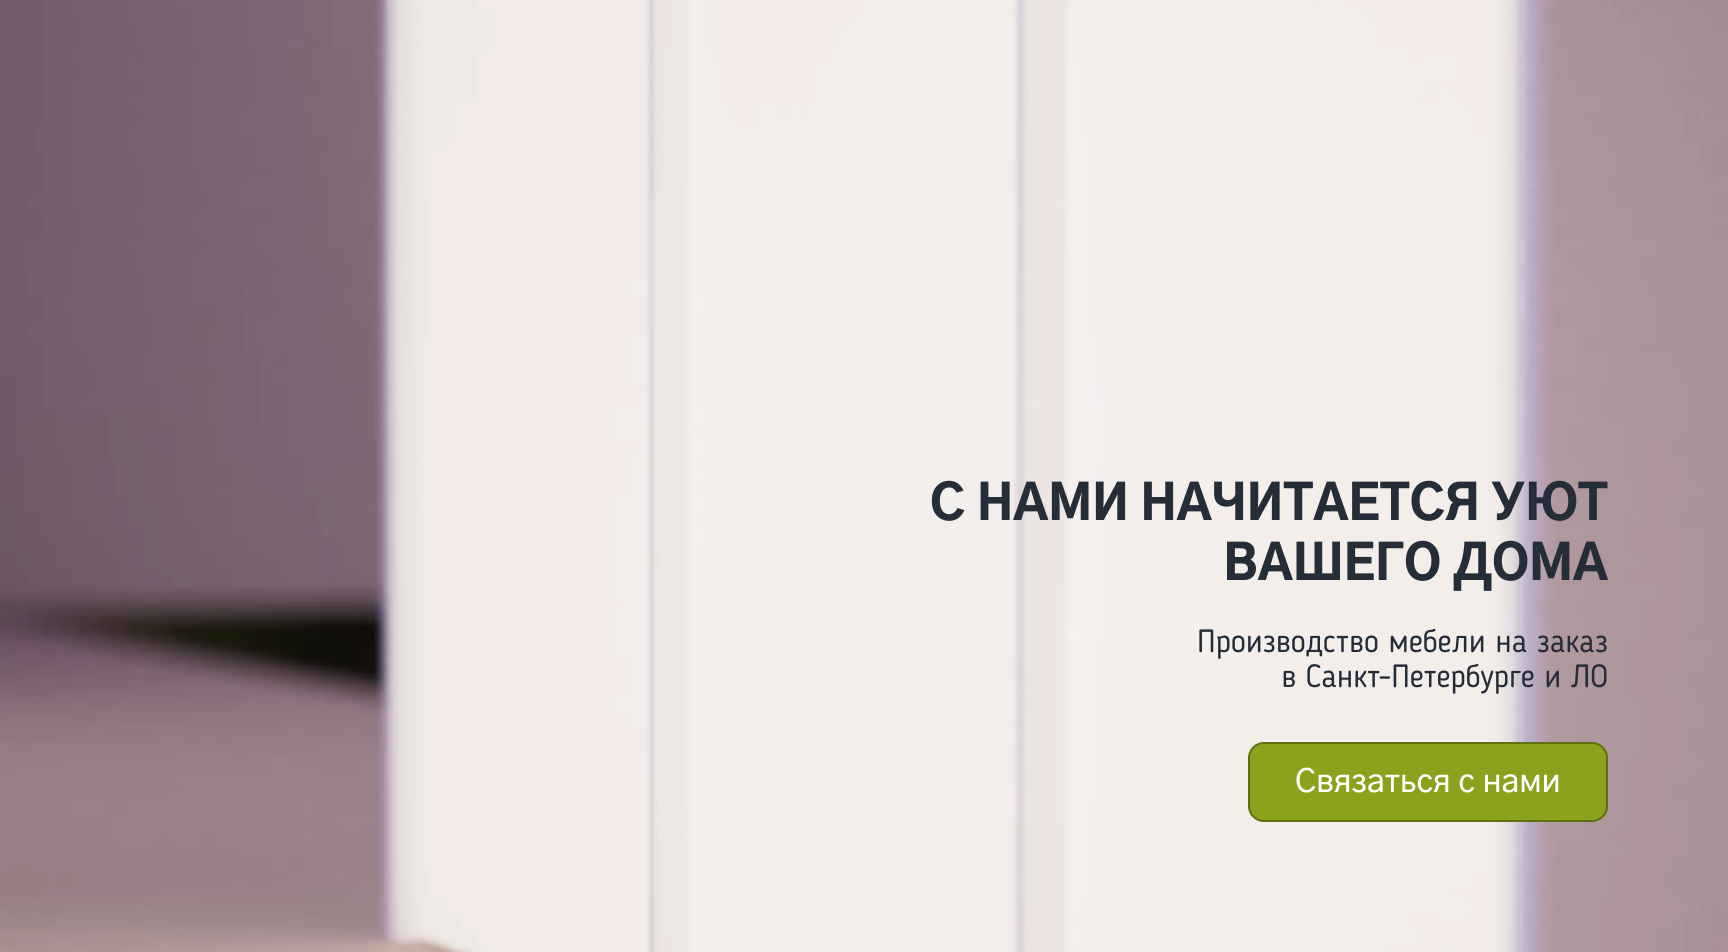 С НАМИ НАЧИТАЕТСЯ УЮТ
ВАШЕГО ДОМА
Производство мебели на заказ
в Санкт-Петербурге и ЛО
Связаться с нами